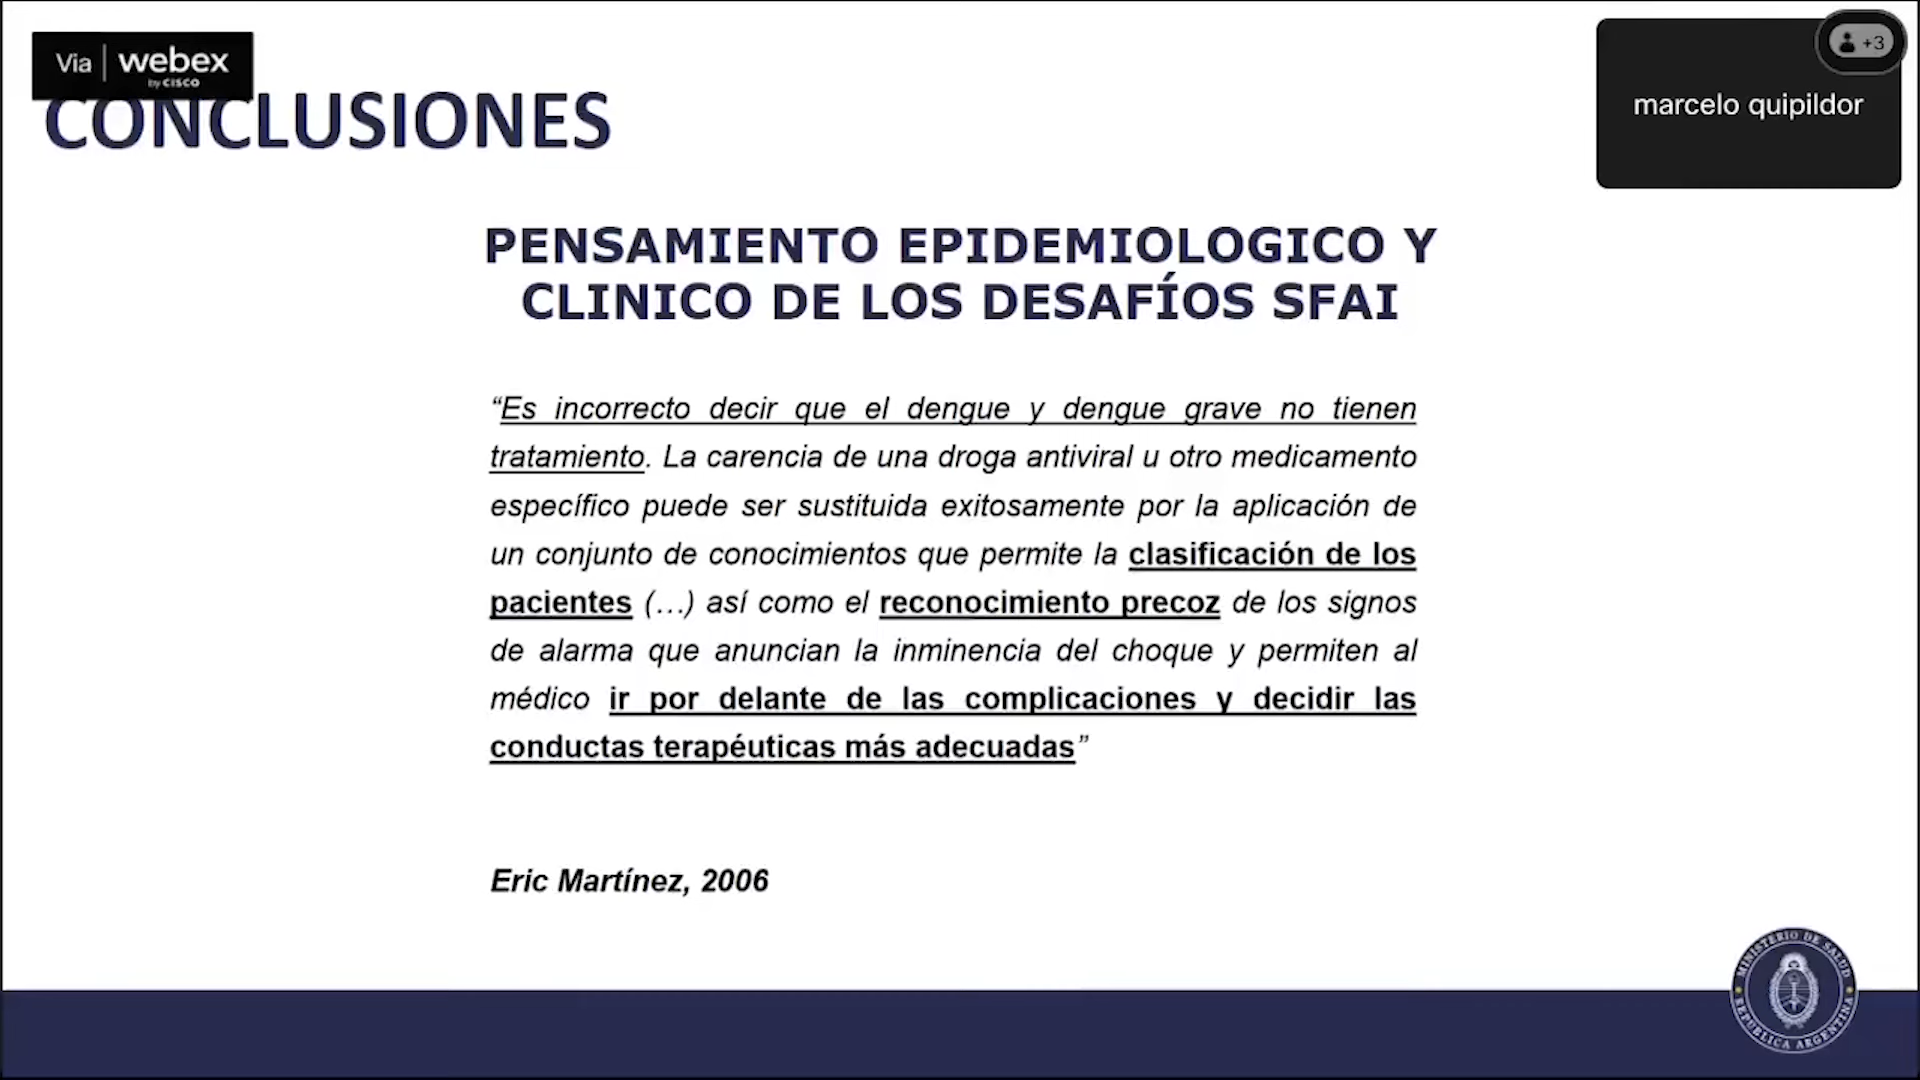 Via | webex
by CISCO
+3
marcelo quipildor
CONCLUSIONES
PENSAMIENTO EPIDEMIOLOGICO Y
CLINICO DE LOS DESAFÍOS SFAI
“Es incorrecto decir que el dengue y dengue grave no tienen
tratamiento. La carencia de una droga antiviral u otro medicamento
específico puede ser sustituida exitosamente por la aplicación de
un conjunto de conocimientos que permite la clasificación de los
pacientes (...) así como el reconocimiento precoz de los signos
de alarma que anuncian la inminencia del choque y permiten al
médico ir por delante de las complicaciones y decidir las
conductas terapéuticas más adecuadas”
Eric Martínez, 2006
MINISTERIO DE SALUD
REPÚBLICA ARGENTINA